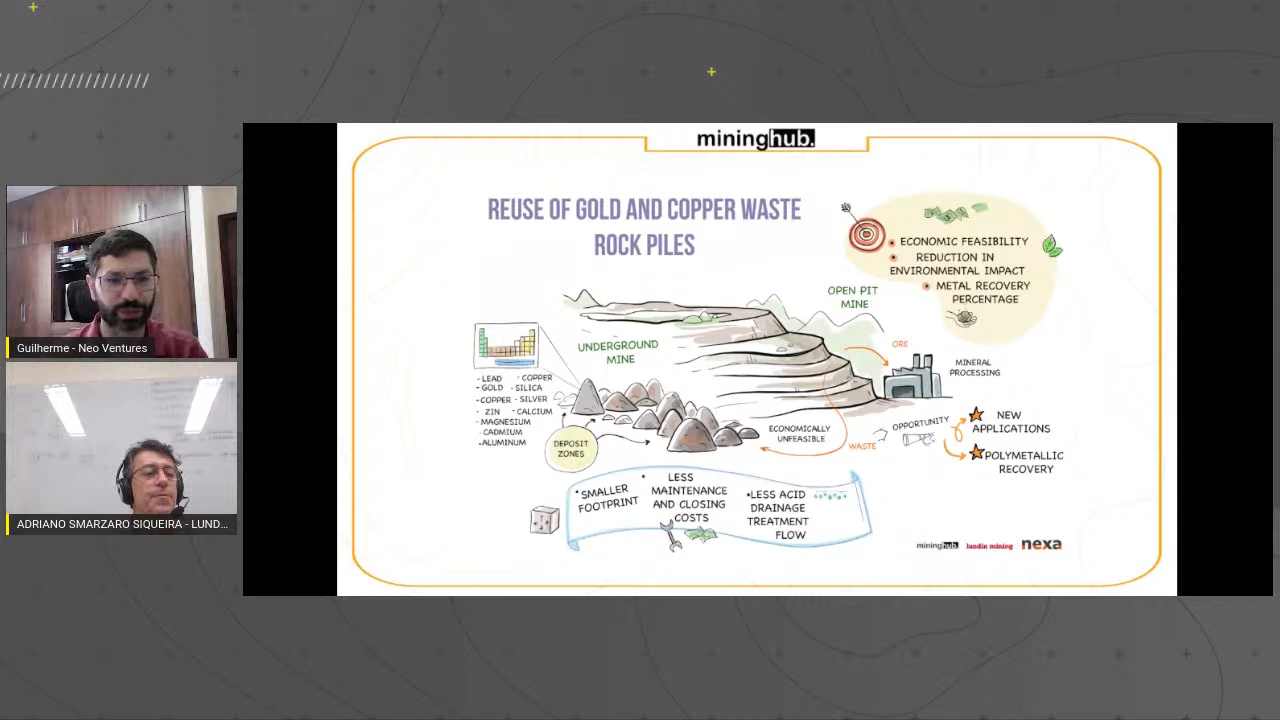 mininghub.
REUSE OF GOLD AND COPPER WASTE
ROCK PILES
• ECONOMIC FEASIBILITY
• REDUCTION IN
ENVIRONMENTAL IMPACT
• METAL RECOVERY
PERCENTAGE
OPEN PIT
MINE
UNDERGROUND
MINE
ORE
MINERAL
PROCESSING
- LEAD
- GOLD
- COPPER
- ZIN
- MAGNESIUM
- CADMIUM
- ALUMINUM
- COPPER
- SILICA
- SILVER
- CALCIUM
DEPOSIT
ZONES
ECONOMICALLY
UNFEASIBLE
WASTE
OPPORTUNITY
NEW
APPLICATIONS
POLYMETALLIC
RECOVERY
• SMALLER
FOOTPRINT
• LESS
MAINTENANCE
AND CLOSING
COSTS
• LESS ACID
DRAINAGE
TREATMENT
FLOW
mininghub. lundin mining nexa
Guilherme - Neo Ventures
ADRIANO SMARZARO SIQUEIRA - LUND...